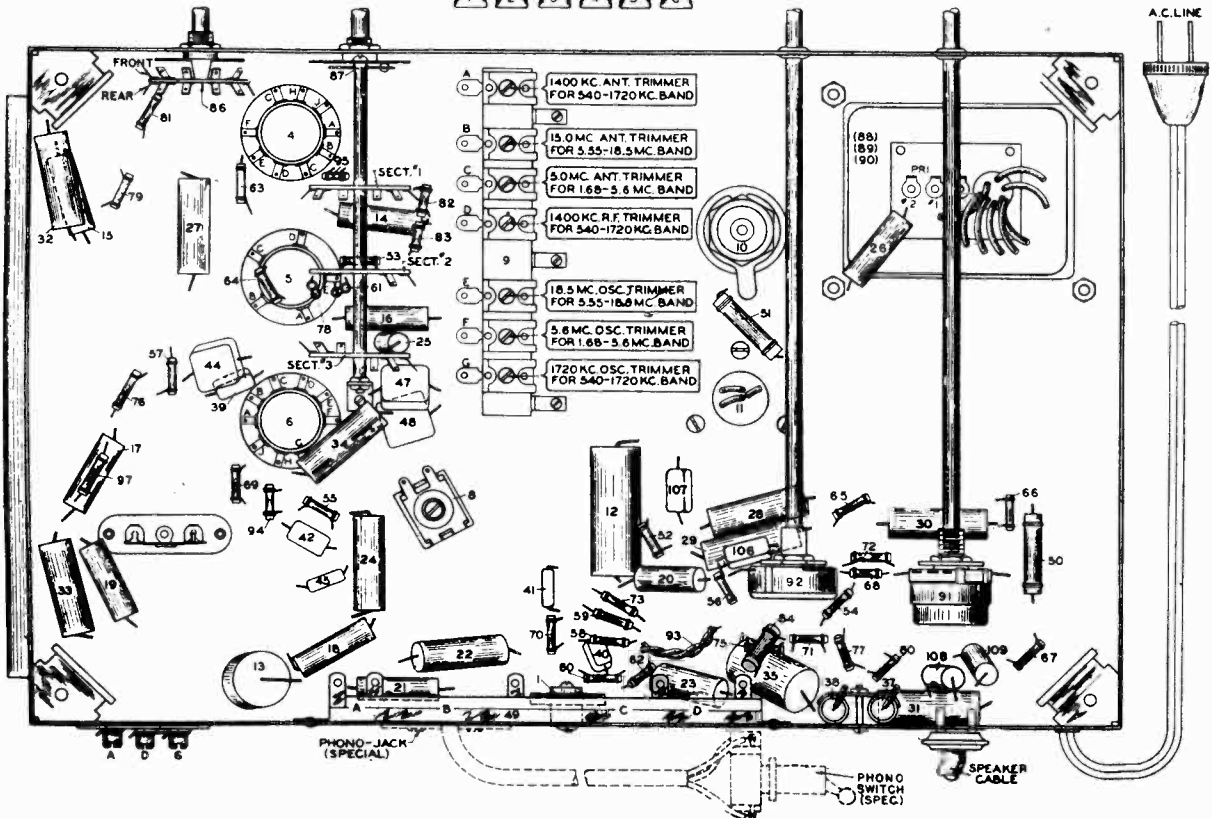 A.C. LINE
FRONT
REAR
86
81
87
4
95
SECT. #1
63
79
32
15
27
14
82
83
64
5
53
SECT. #2
61
78
16
25
SECT. #3
57
44
39
47
48
76
6
34
17
97
69
94
55
42
45
8
24
33
19
18
13
A
1400 KC. ANT. TRIMMER
FOR 540-1720 KC. BAND
B
15.0 MC. ANT. TRIMMER
FOR 5.55-18.5 MC. BAND
C
5.0 MC. ANT. TRIMMER
FOR 1.68-5.6 MC. BAND
D
1400 KC. R.F. TRIMMER
FOR 540-1720 KC. BAND
9
E
18.5 MC. OSC. TRIMMER
FOR 5.55-18.8 MC. BAND
F
5.6 MC. OSC. TRIMMER
FOR 1.68-5.6 MC. BAND
G
1720 KC. OSC. TRIMMER
FOR 540-1720 KC. BAND
10
51
11
(88)
(89)
(90)
PRI
#2
#1
26
12
107
52
28
29
106
20
56
92
65
30
66
50
72
68
54
91
41
73
59
70
58
40
60
62
93
75
84
71
77
80
35
23
22
21
38
37
108
109
67
31
A
B
49
C
D
A
D
G
PHONO-JACK
(SPECIAL)
PHONO
SWITCH
(SPEC)
SPEAKER
CABLE